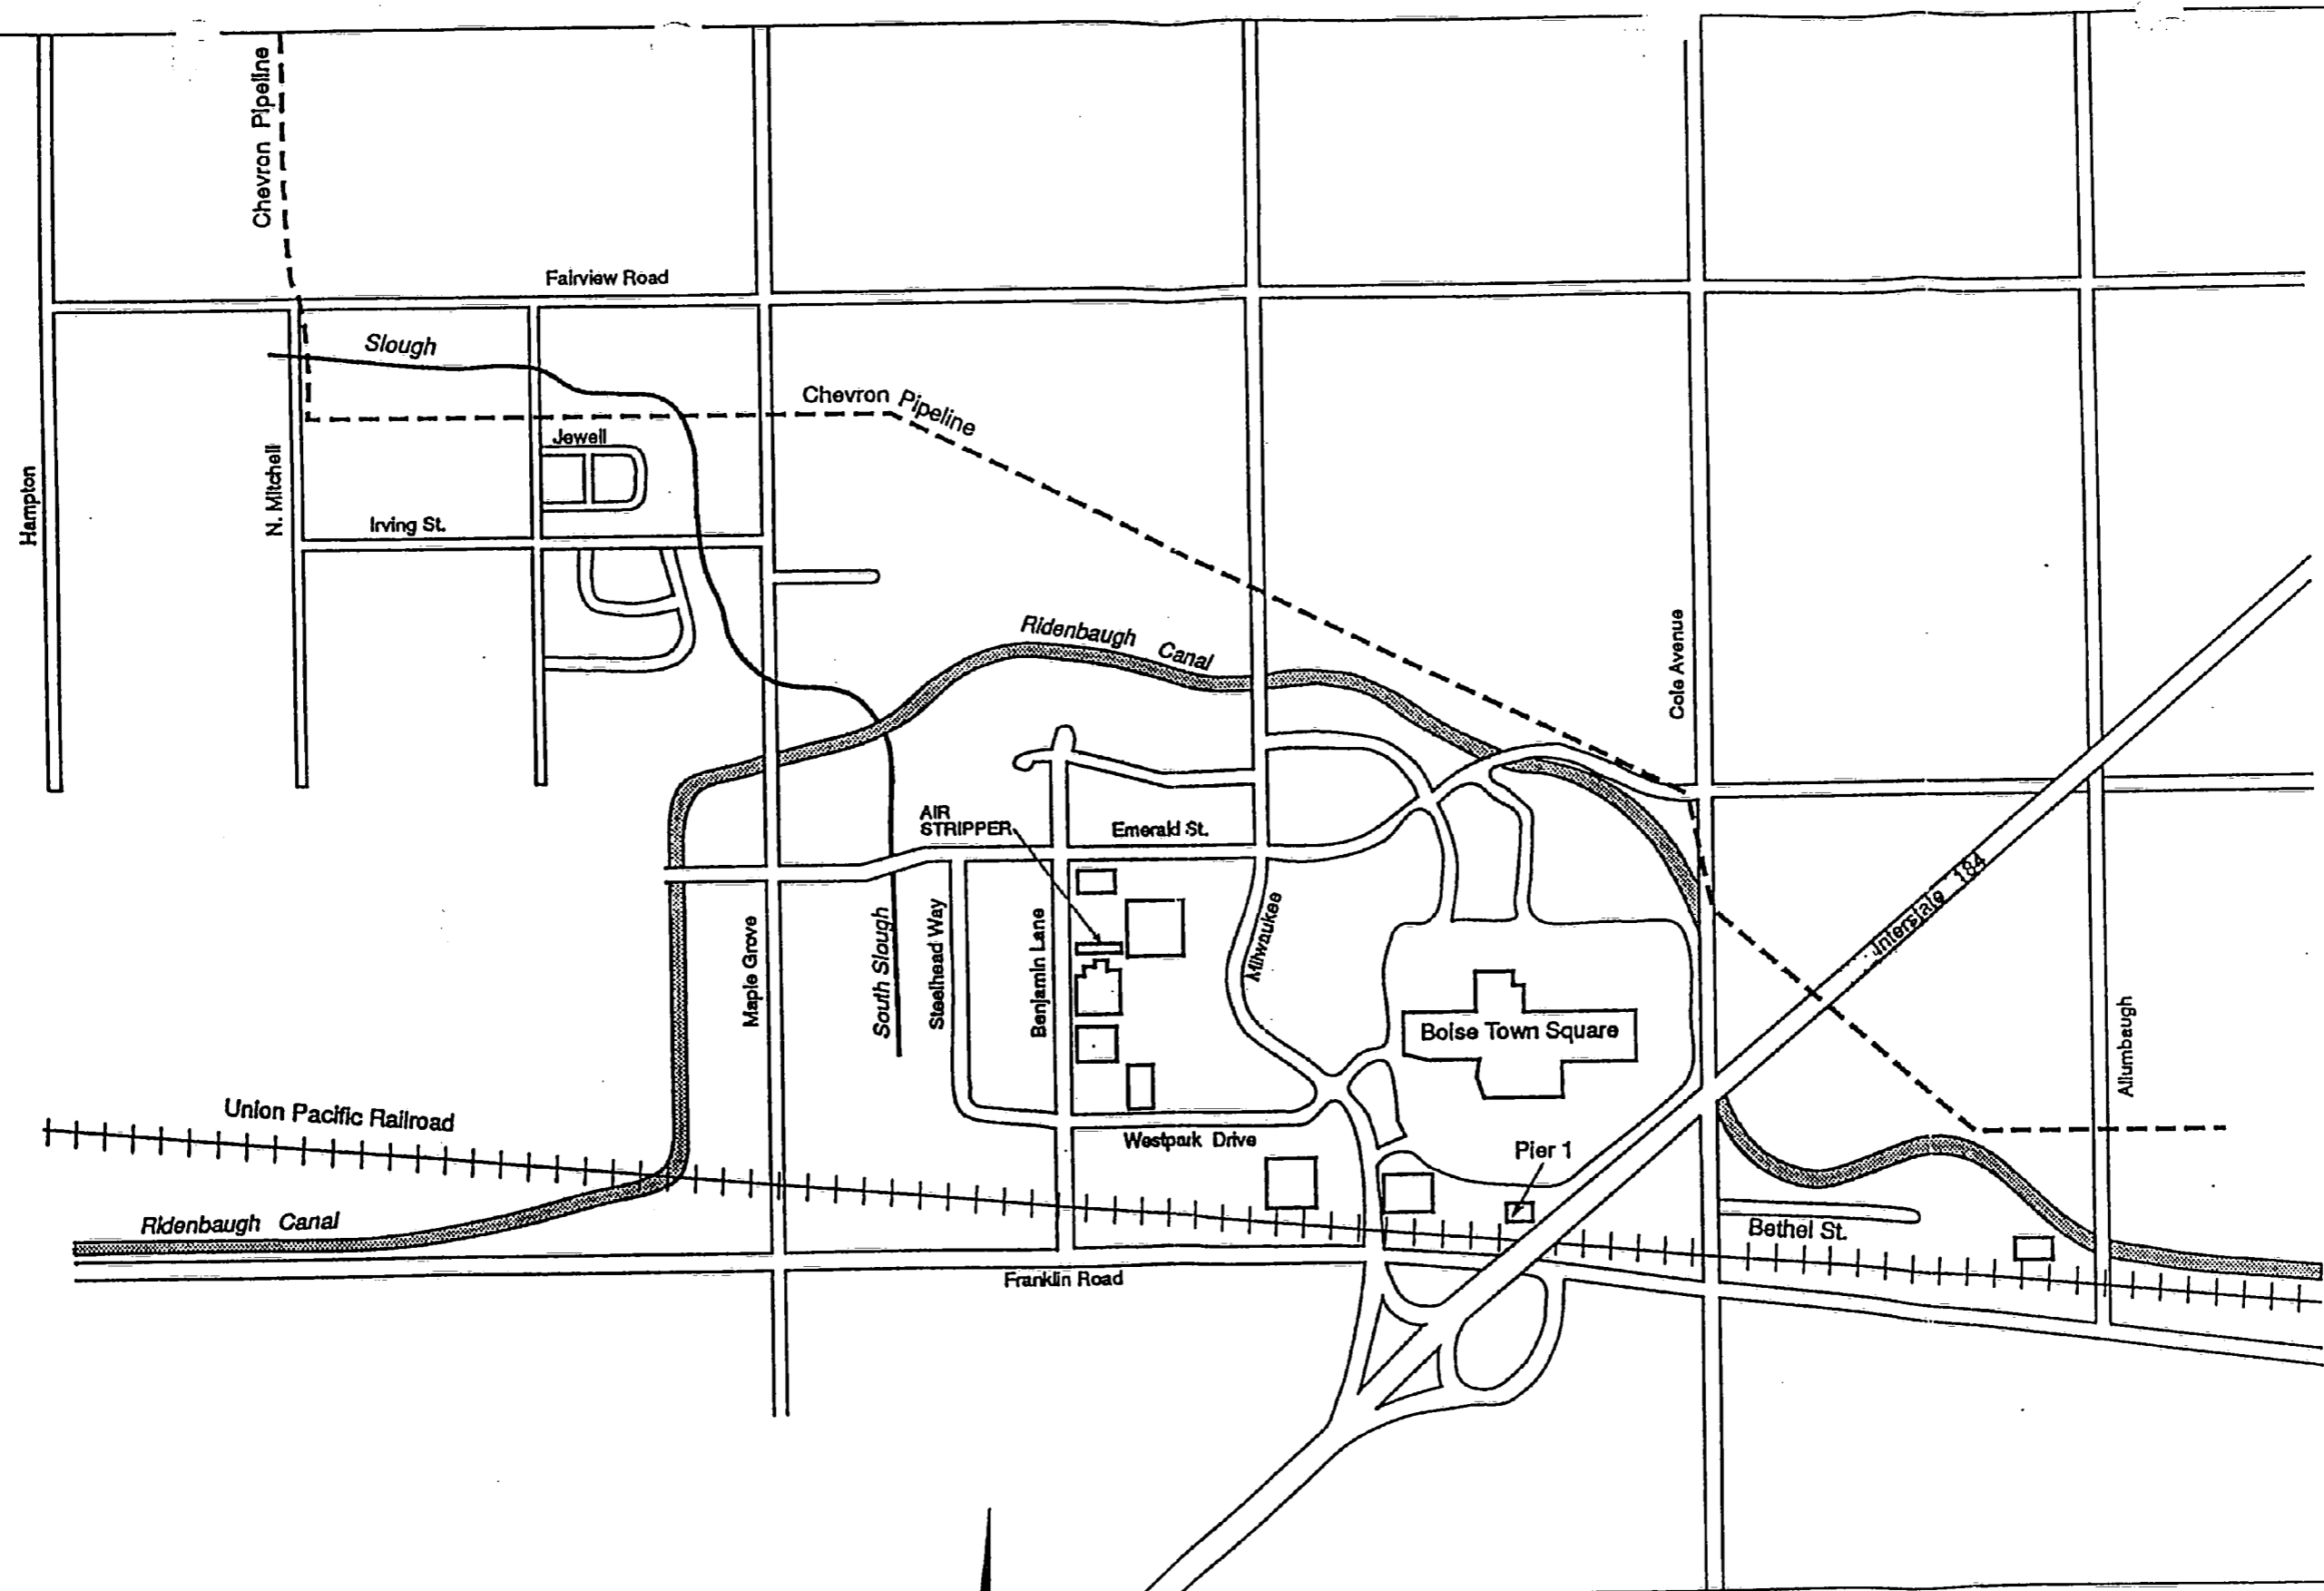 Chevron Pipeline
Fairview Road
Slough
Chevron Pipeline
Jewell
Hampton
N. Mitchell
Irving St.
Ridenbaugh Canal
Cole Avenue
AIR
STRIPPER
Emerald St.
Interstate 184
Milwaukee
Maple Grove
South Slough
Steelhead Way
Benjamin Lane
Boise Town Square
Allumbaugh
Union Pacific Railroad
Westpark Drive
Pier 1
Ridenbaugh Canal
Bethel St.
Franklin Road